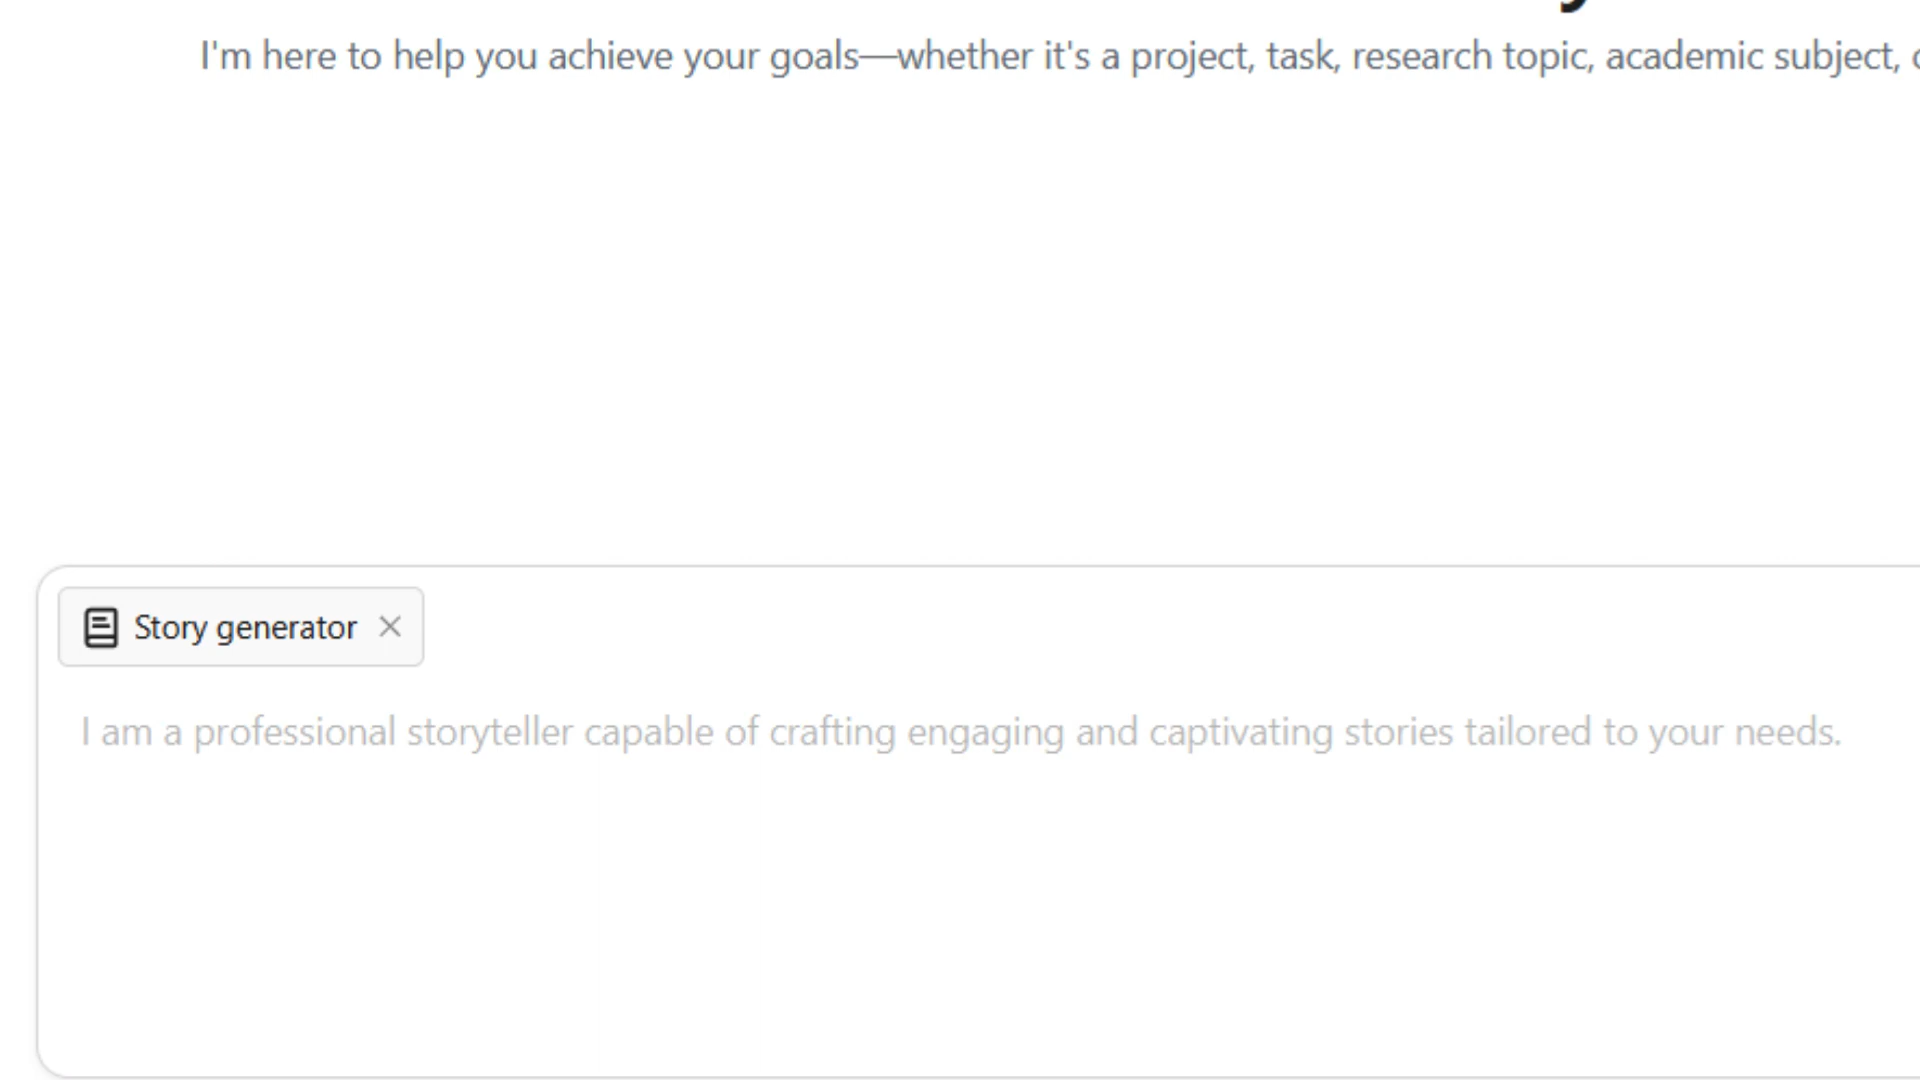 I'm here to help you achieve your goals—whether it's a project, task, research topic, academic subject,
Story generator
I am a professional storyteller capable of crafting engaging and captivating stories tailored to your needs.